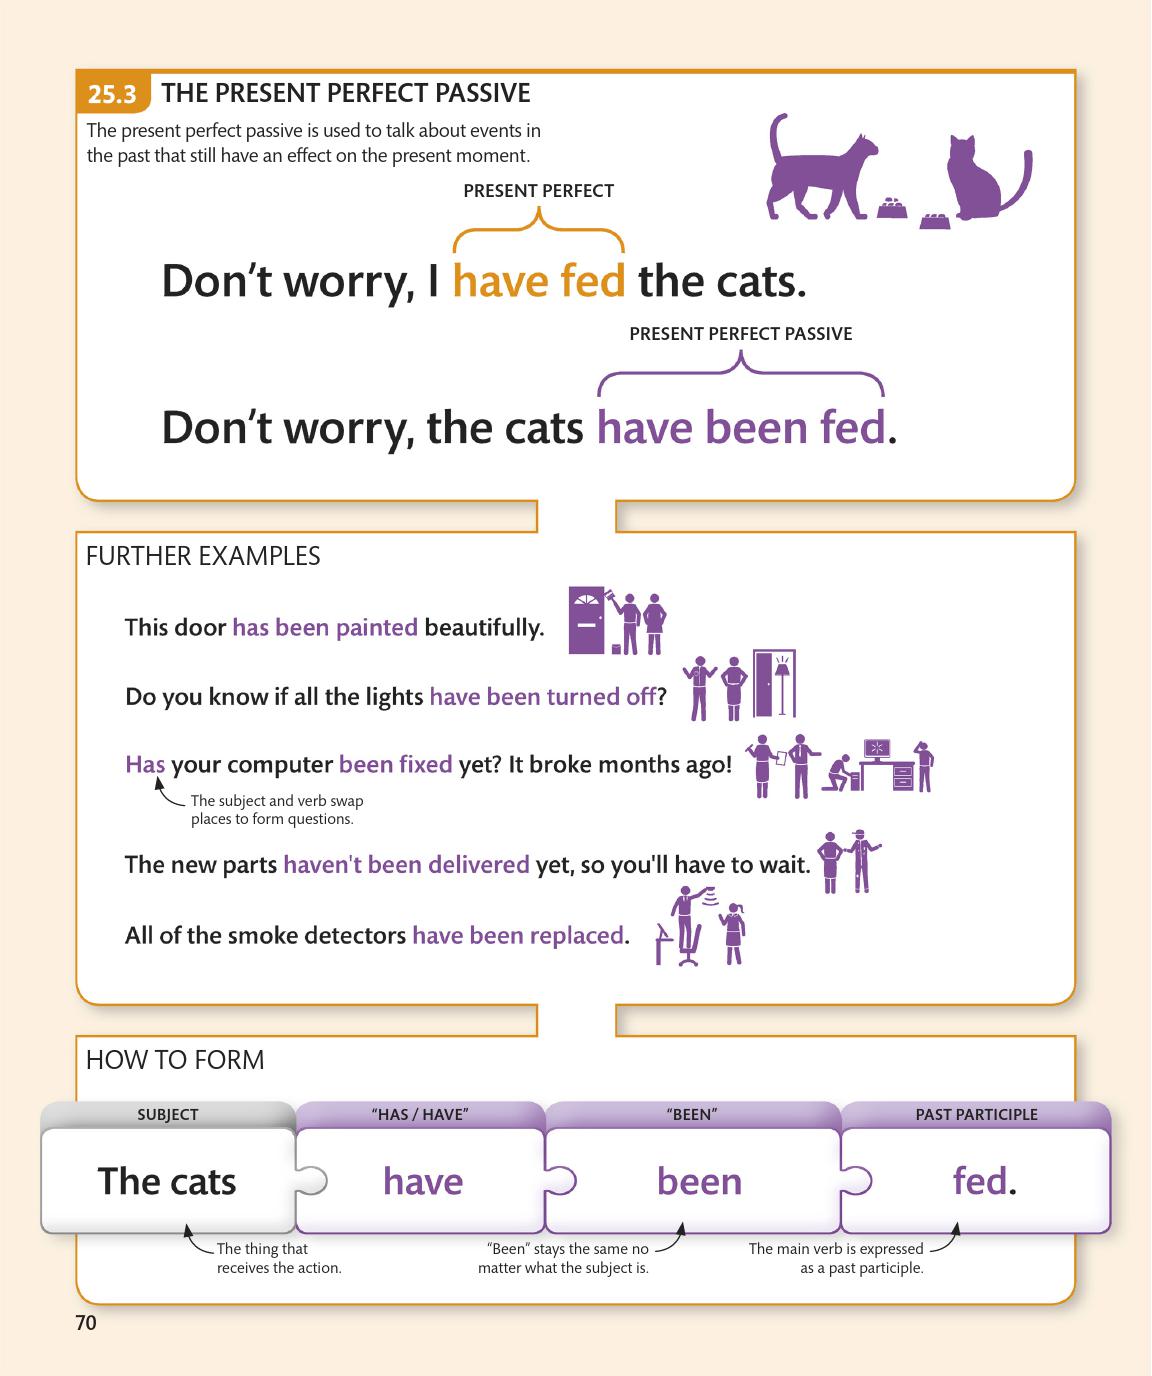 25.3 THE PRESENT PERFECT PASSIVE
The present perfect passive is used to talk about events in
the past that still have an effect on the present moment.
PRESENT PERFECT
Don’t worry, I have fed the cats.
PRESENT PERFECT PASSIVE
Don’t worry, the cats have been fed.
FURTHER EXAMPLES
This door has been painted beautifully.
Do you know if all the lights have been turned off?
Has your computer been fixed yet? It broke months ago!
The subject and verb swap
places to form questions.
The new parts haven't been delivered yet, so you'll have to wait.
All of the smoke detectors have been replaced.
HOW TO FORM
SUBJECT “HAS / HAVE” “BEEN” PAST PARTICIPLE
The cats have been fed.
The thing that
receives the action.
“Been” stays the same no
matter what the subject is.
The main verb is expressed
as a past participle.
70